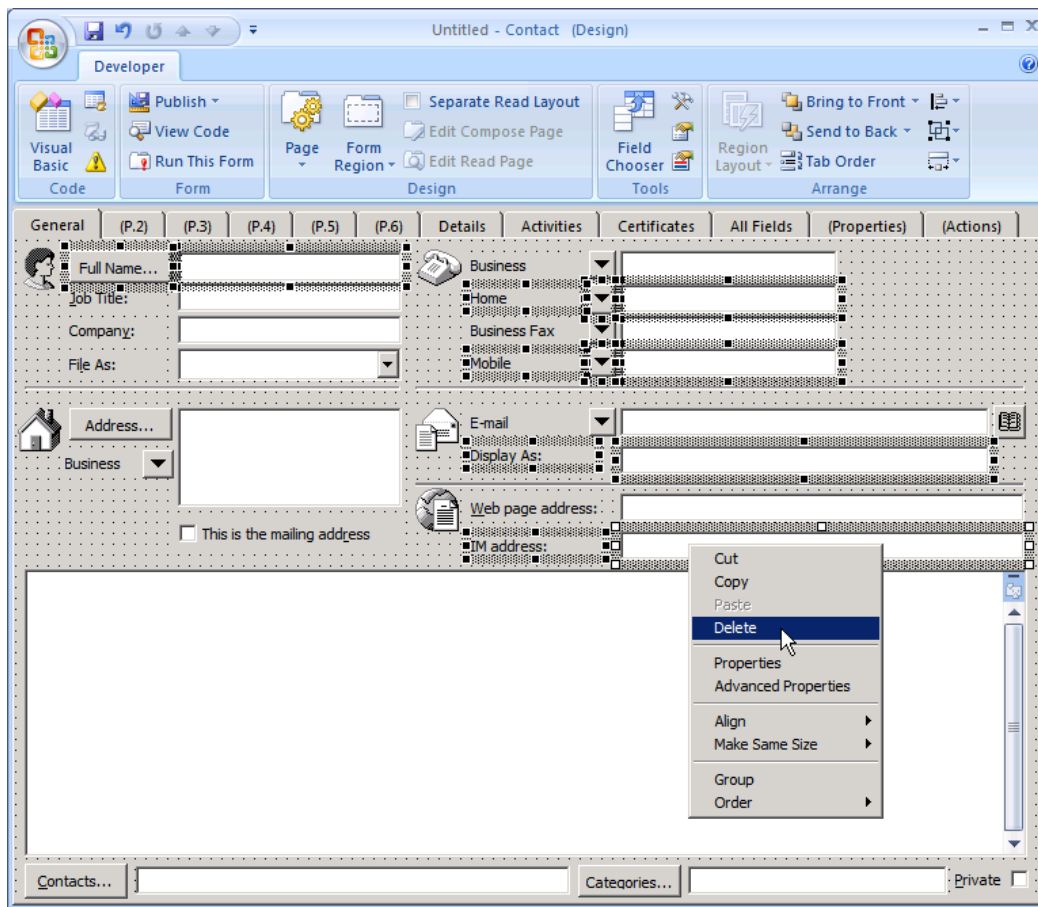 Untitled - Contact (Design)
Developer
Visual Basic
Publish
View Code
Run This Form
Page
Form Region
Separate Read Layout
Edit Compose Page
Edit Read Page
Field Chooser
Region Layout
Bring to Front
Send to Back
Tab Order
Code
Form
Design
Tools
Arrange
General (P.2) (P.3) (P.4) (P.5) (P.6) Details Activities Certificates All Fields (Properties) (Actions)
Full Name...
Job Title:
Company:
File As:
Business
Home
Business Fax
Mobile
Address...
Business
This is the mailing address
E-mail
Display As:
Web page address:
IM address:
Cut
Copy
Paste
Delete
Properties
Advanced Properties
Align
Make Same Size
Group
Order
Contacts... Categories... Private